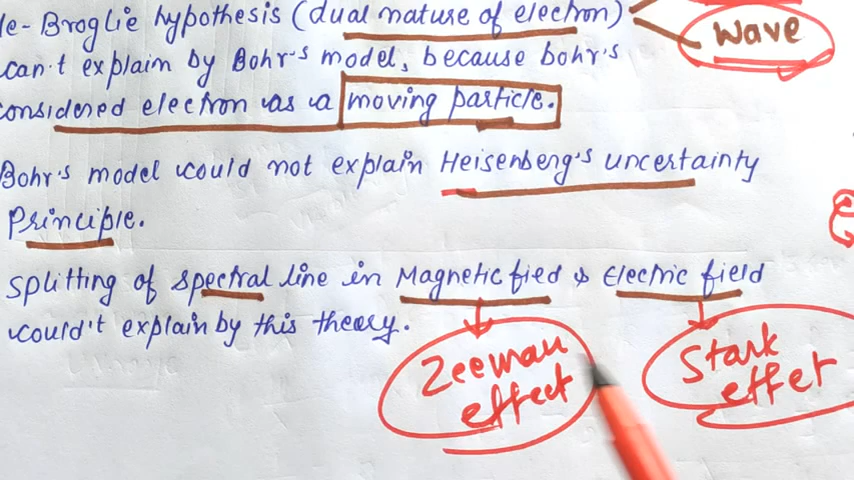 le-Broglie hypothesis (dual nature of electron)
wave
can't explain by Bohr's model, because bohr's
considered electron as a moving particle.
Bohr's model could not explain Heisenberg's uncertainty
Principle.
splitting of spectral line in Magnetic fied & Electric field
could't explain by this theory.
Zeeman
effect
Stark
effet